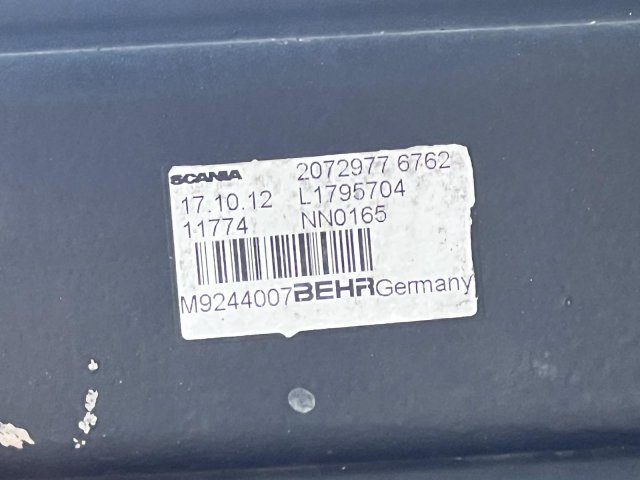 SCANIA 2072977 6762
17.10.12 L1795704
11774 NN0165
M9244007 BEHR Germany